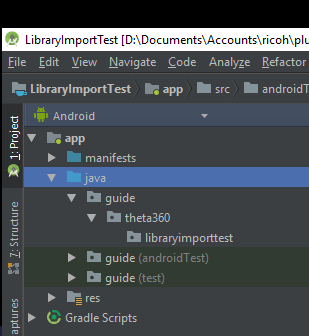 LibraryImportTest [D:\Documents\Accounts\ricoh\plu
File Edit View Navigate Code Analyze Refactor
LibraryImportTest app src androidT
1: Project
Android
app
manifests
java
guide
theta360
libraryimporttest
7: Structure
guide (androidTest)
guide (test)
res
aptures
Gradle Scripts